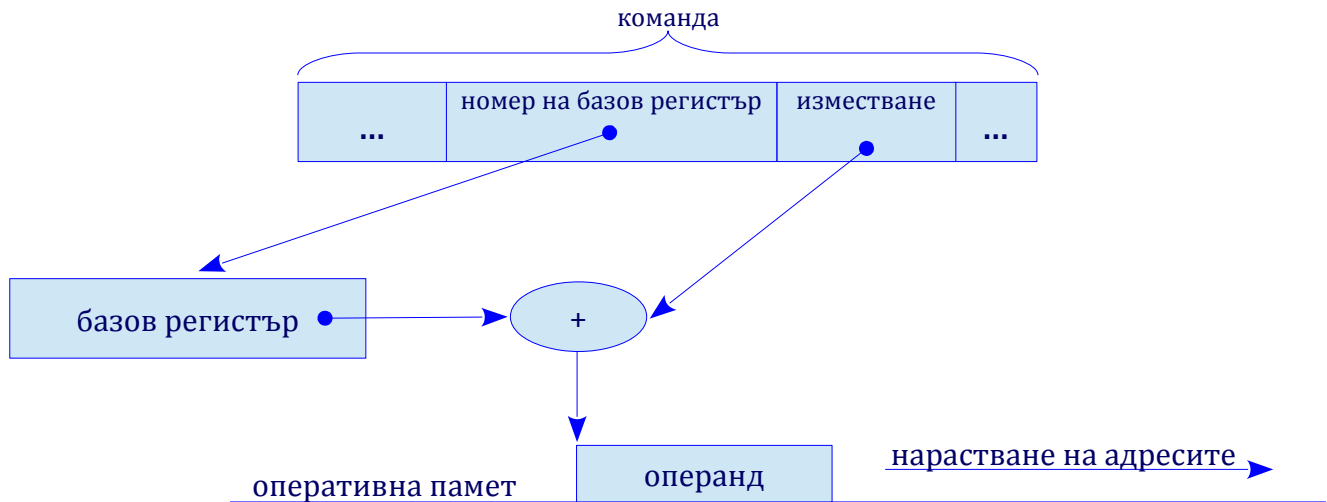 команда
... номер на базов регистър изместване ...
базов регистър +
операнд
нарастване на адресите
оперативна памет